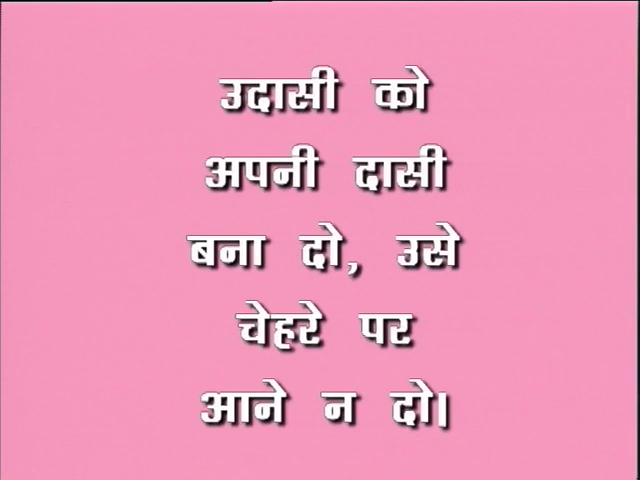 उदासी को
अपनी दासी
बना दो, उसे
चेहरे पर
आने न दो।